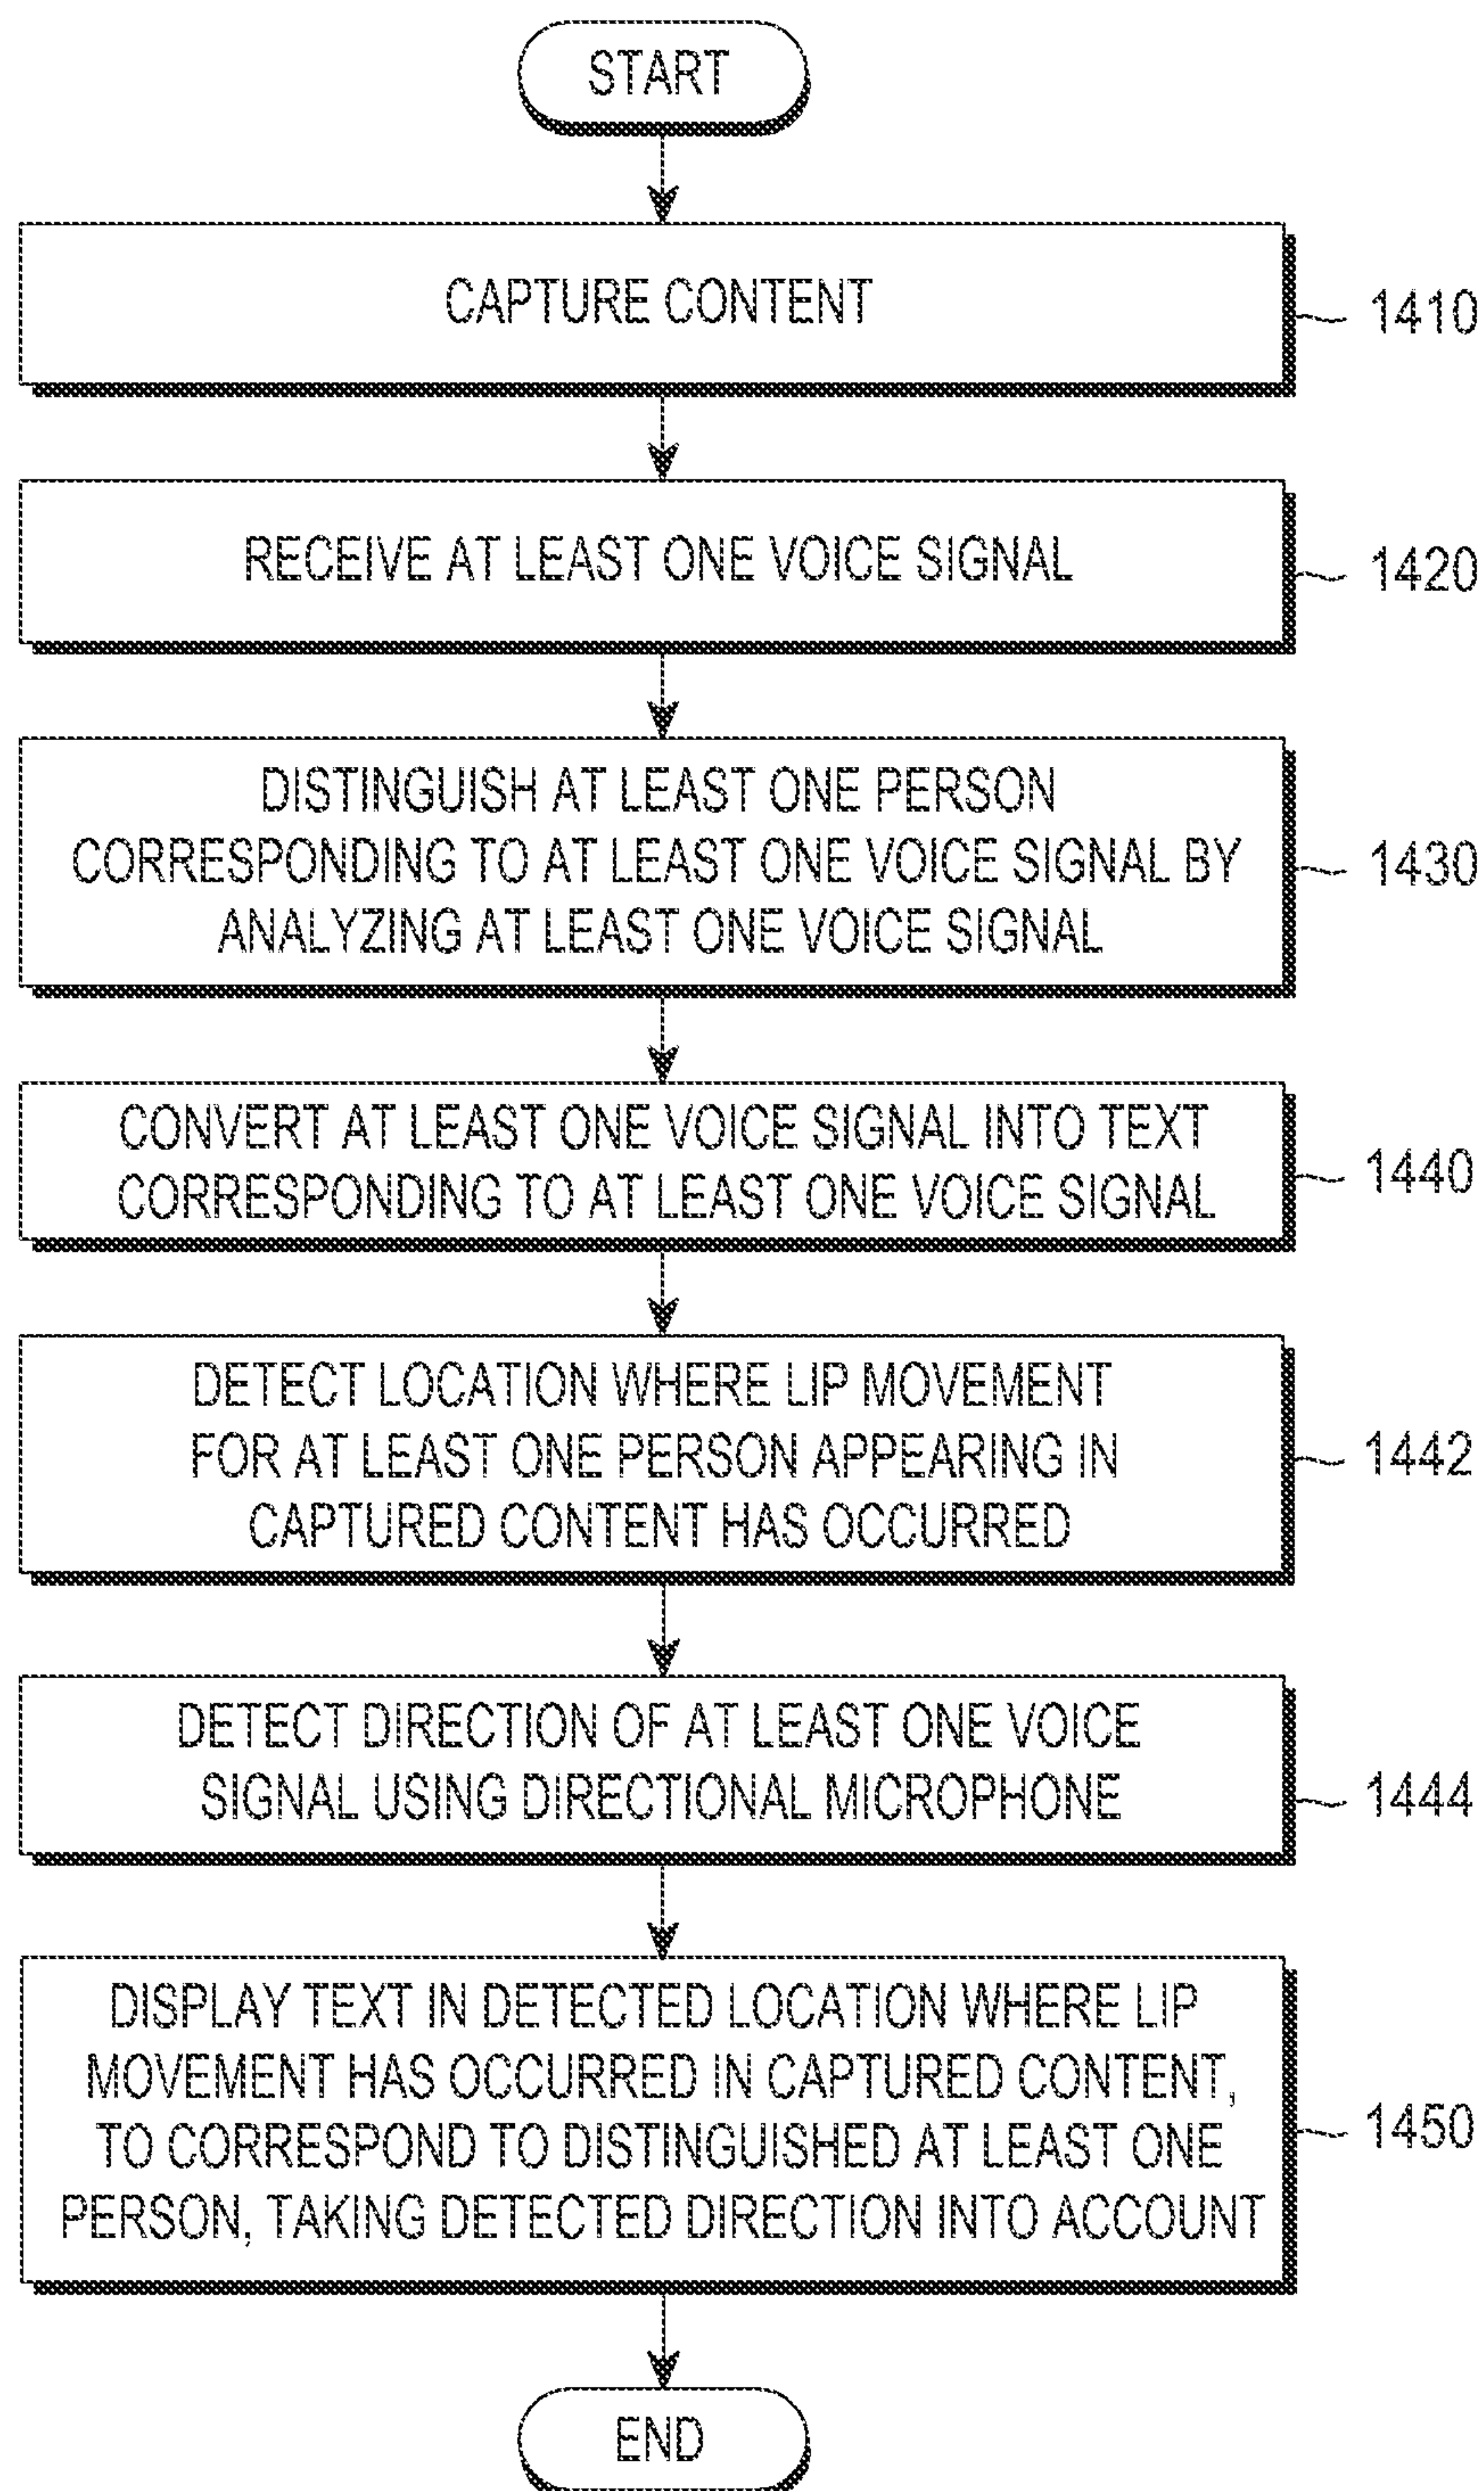 START
CAPTURE CONTENT
1410
RECEIVE AT LEAST ONE VOICE SIGNAL
1420
DISTINGUISH AT LEAST ONE PERSON
CORRESPONDING TO AT LEAST ONE VOICE SIGNAL BY
ANALYZING AT LEAST ONE VOICE SIGNAL
1430
CONVERT AT LEAST ONE VOICE SIGNAL INTO TEXT
CORRESPONDING TO AT LEAST ONE VOICE SIGNAL
1440
DETECT LOCATION WHERE LIP MOVEMENT
FOR AT LEAST ONE PERSON APPEARING IN
CAPTURED CONTENT HAS OCCURRED
1442
DETECT DIRECTION OF AT LEAST ONE VOICE
SIGNAL USING DIRECTIONAL MICROPHONE
1444
DISPLAY TEXT IN DETECTED LOCATION WHERE LIP
MOVEMENT HAS OCCURRED IN CAPTURED CONTENT,
TO CORRESPOND TO DISTINGUISHED AT LEAST ONE
PERSON, TAKING DETECTED DIRECTION INTO ACCOUNT
1450
END